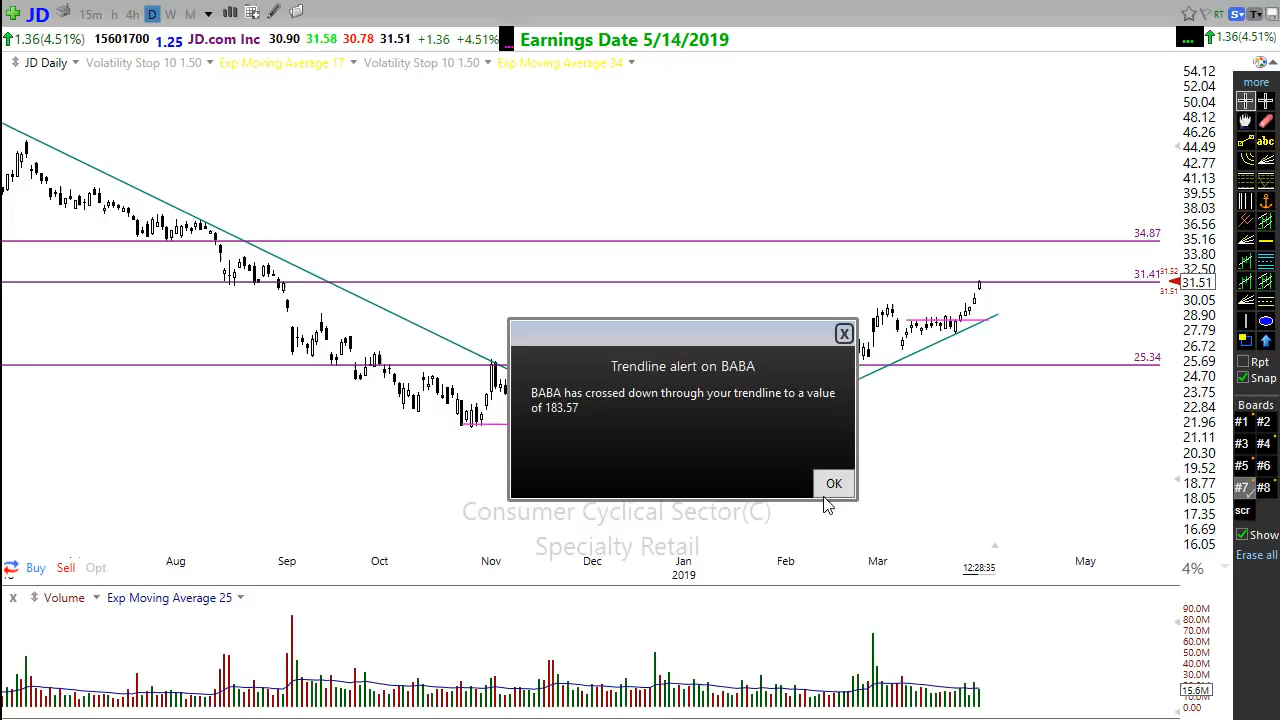 JD 15m h 4h D W M RT S T
1.36(4.51%) 15601700 1.25 JD.com Inc 30.90 31.58 30.78 31.51 +1.36 +4.51% ... Earnings Date 5/14/2019 ... 1.36(4.51%)
JD Daily Volatility Stop 10 1.50 Exp Moving Average 17 Volatility Stop 10 1.50 Exp Moving Average 34
54.12
52.04
50.04
48.12
46.26
44.49
42.77
41.13
39.55
38.03
36.56
34.87
35.16
33.80
31.41
31.52
32.50
31.51
31.51
30.05
28.90
27.79
26.72
25.34
25.69
24.70
23.75
22.84
21.96
21.11
20.30
19.52
18.77
18.05
17.35
16.69
16.05
more
abc
Rpt
Snap
Boards
#1 #2
#3 #4
#5 #6
#7 #8
scr
Show
Erase all
X
Trendline alert on BABA
BABA has crossed down through your trendline to a value
of 183.57
OK
Consumer Cyclical Sector(C)
Specialty Retail
Aug Sep Oct Nov Dec Jan Feb Mar May
2019
12:28:35
4%
Buy Sell Opt
X Volume Exp Moving Average 25
90.0M
80.0M
70.0M
60.0M
50.0M
40.0M
30.0M
15.6M
0.00